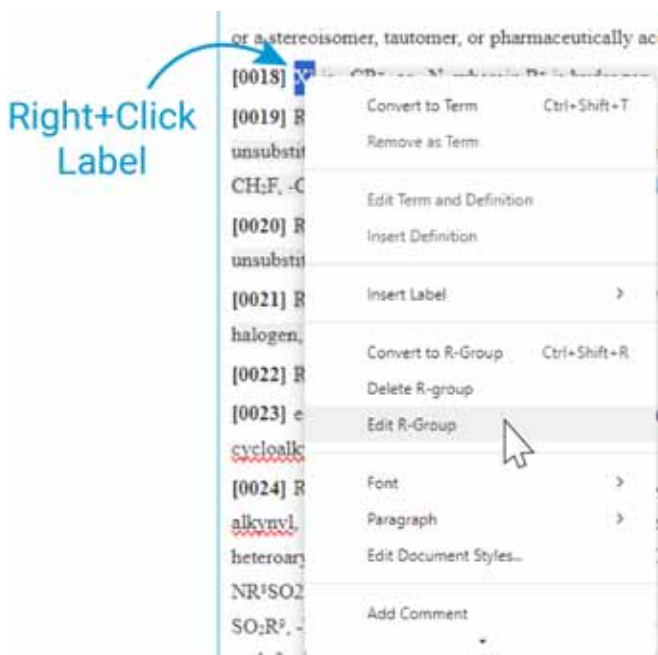 or a stereoisomer, tautomer, or pharmaceutically ac
[0018] X
[0019] R
unsubstit
CH₂F, -C
[0020] R
unsubstit
[0021] R
halogen,
[0022] R
[0023] e
cycloalk
[0024] R
alkynyl,
heteroary
NR⁸SO2
SO₂R⁹, -
Right+Click
Label
Convert to Term Ctrl+Shift+T
Remove as Term
Edit Term and Definition
Insert Definition
Insert Label >
Convert to R-Group Ctrl+Shift+R
Delete R-group
Edit R-Group
Font >
Paragraph >
Edit Document Styles...
Add Comment